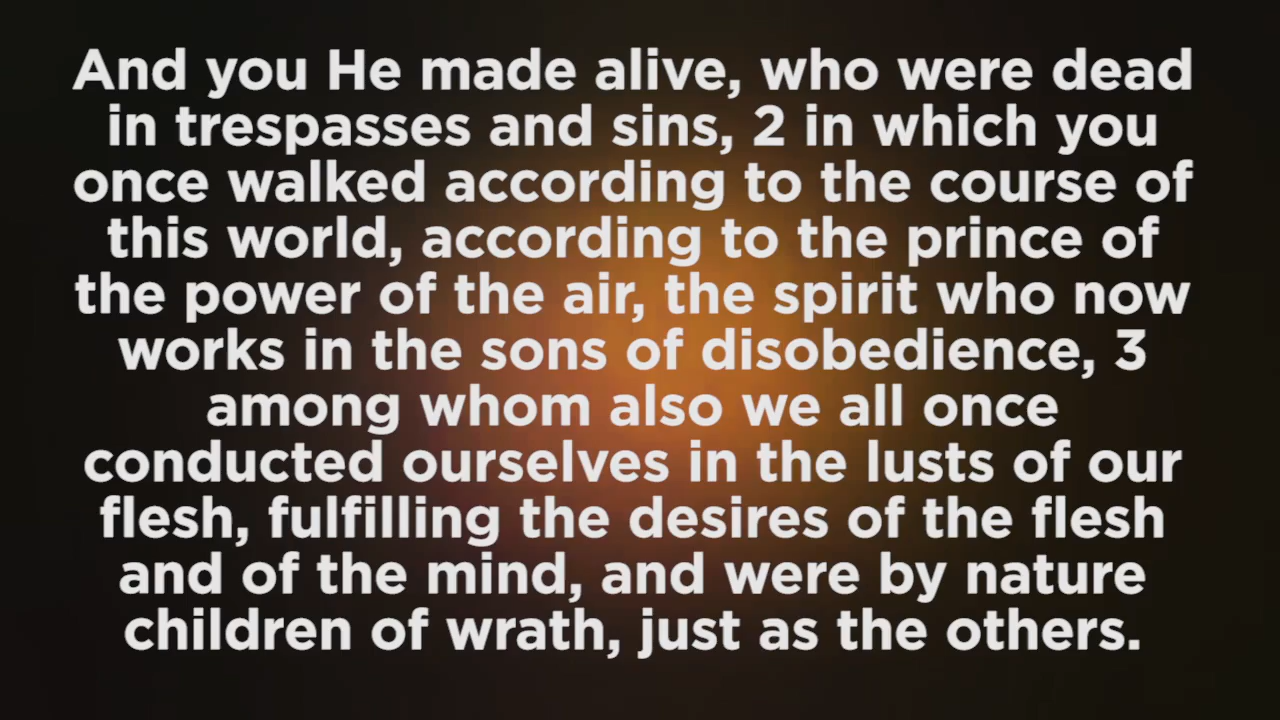 And you He made alive, who were dead
in trespasses and sins, 2 in which you
once walked according to the course of
this world, according to the prince of
the power of the air, the spirit who now
works in the sons of disobedience, 3
among whom also we all once
conducted ourselves in the lusts of our
flesh, fulfilling the desires of the flesh
and of the mind, and were by nature
children of wrath, just as the others.